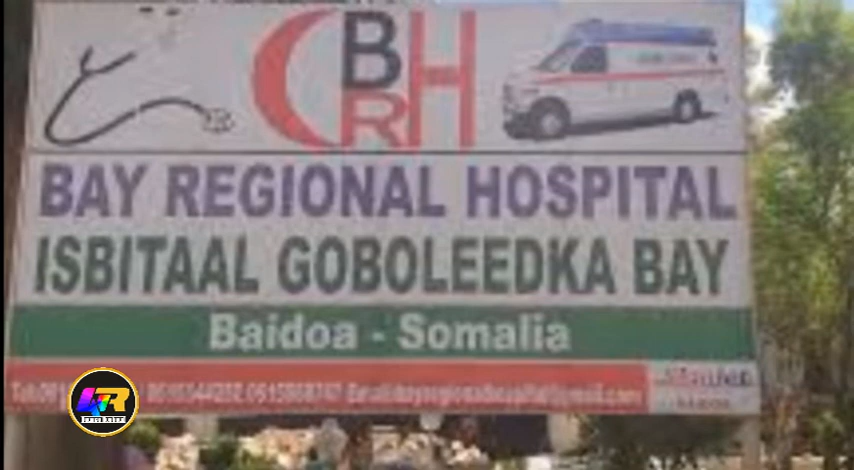 BRH
BAY REGIONAL HOSPITAL
ISBITAAL GOBOLEEDKA BAY
Baidoa - Somalia